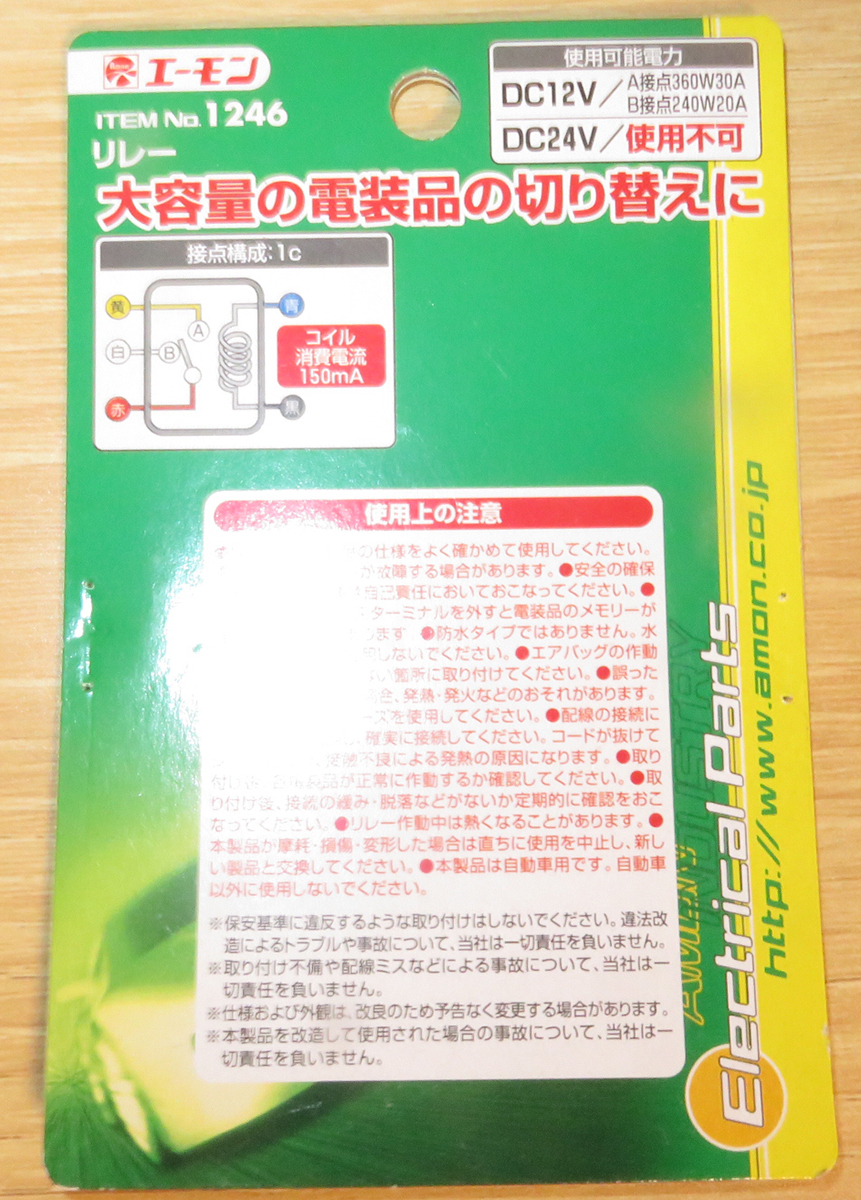 エーモン
ITEM No.1246
リレー
使用可能電力
DC12V/A接点360W30A
B接点240W20A
DC24V/使用不可
大容量の電装品の切り替えに
接点構成:1c
黄
A
青
白
B
コイル
消費電流
150mA
赤
黒
使用上の注意
の仕様をよく確かめて使用してください。
が故障する場合があります。●安全の確保
自己責任においておこなってください。●
ターミナルを外すと電装品のメモリーが
ります。●防水タイプではありません。水
しないでください。●エアバッグの作動
ない箇所に取り付けてください。●誤った
発熱・発火などのおそれがあります。
ーズを使用してください。●配線の接続に
確実に接続してください。コードが抜けて
接触不良による発熱の原因になります。●取り
付け後、品が正常に作動するか確認してください。●取
り付け後、接続の緩み・脱落などがないか定期的に確認をおこ
なってください。●リレー作動中は熱くなることがあります。●
本製品が摩耗・損傷・変形した場合は直ちに使用を中止し、新し
い製品と交換してください。●本製品は自動車用です。自動車
以外に使用しないでください。
※保安基準に違反するような取り付けはしないでください。違法改
造によるトラブルや事故について、当社は一切責任を負いません。
※取り付け不備や配線ミスなどによる事故について、当社は一
切責任を負いません。
※仕様および外観は、改良のため予告なく変更する場合があります。
※本製品を改造して使用された場合の事故について、当社は一
切責任を負いません。
Electrical Parts
http://www.amon.co.jp